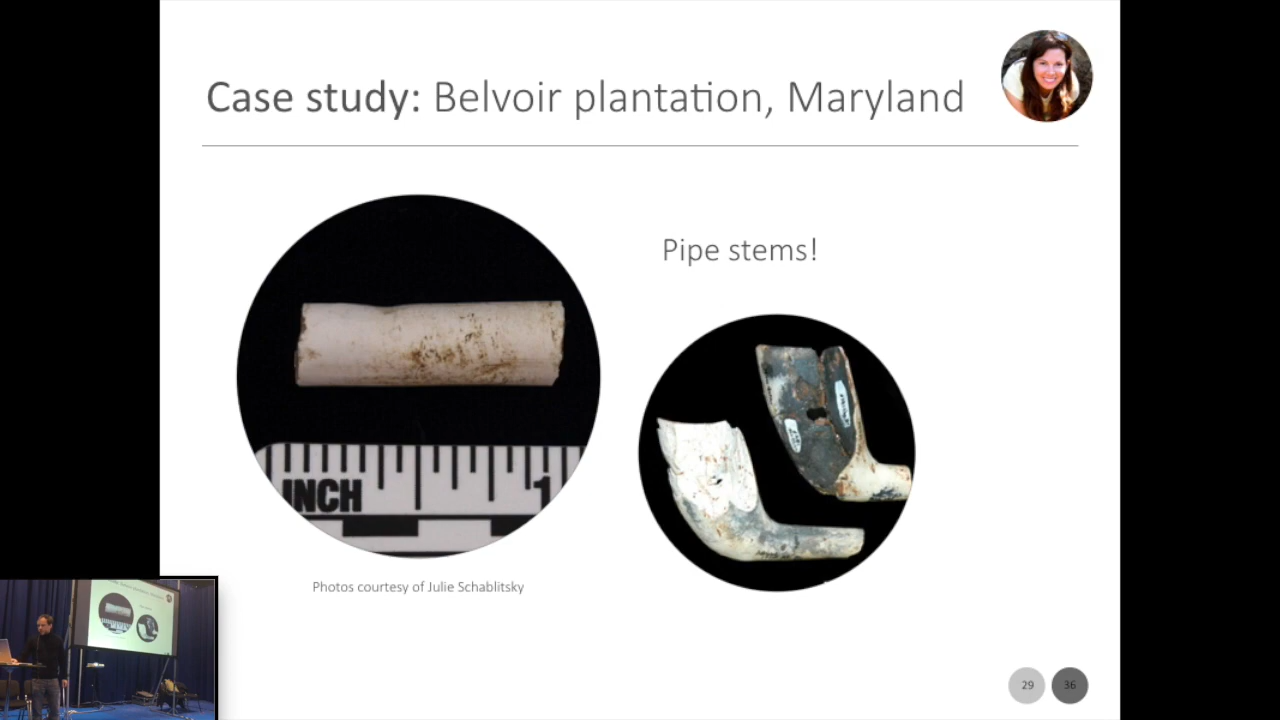 Case study: Belvoir plantation, Maryland
Pipe stems!
INCH
1
Photos courtesy of Julie Schablitsky
29
36